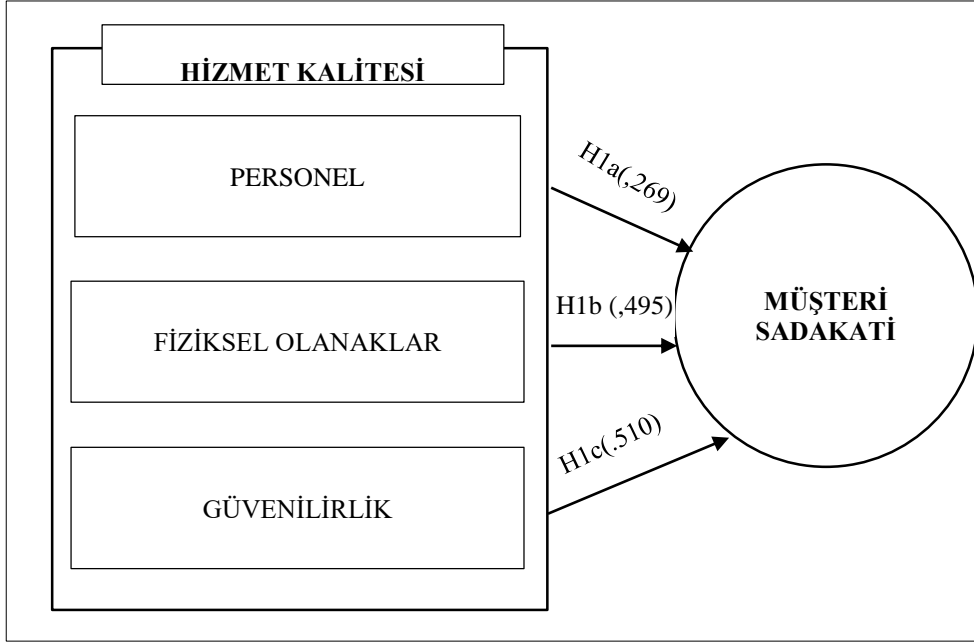 HİZMET KALİTESİ
PERSONEL
H1a(,269)
FİZİKSEL OLANAKLAR
H1b (,495)
GÜVENİLİRLİK
H1c(.510)
MÜŞTERİ
SADAKATİ